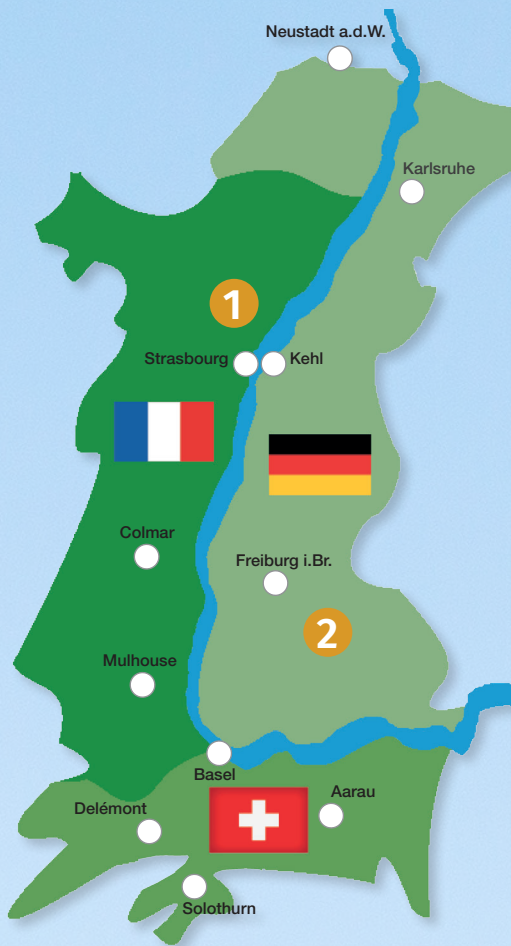 Neustadt a.d.W.
Karlsruhe
1
Strasbourg
Kehl
Colmar
Freiburg i.Br.
2
Mulhouse
Basel
Delémont
Aarau
Solothurn